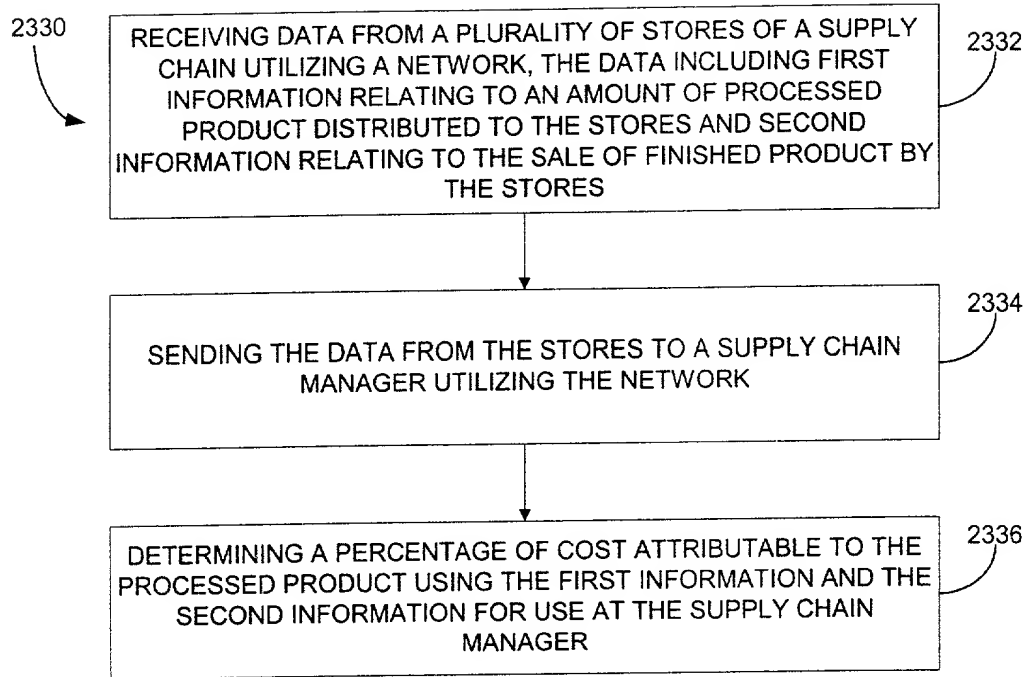 2330
RECEIVING DATA FROM A PLURALITY OF STORES OF A SUPPLY
CHAIN UTILIZING A NETWORK, THE DATA INCLUDING FIRST
INFORMATION RELATING TO AN AMOUNT OF PROCESSED
PRODUCT DISTRIBUTED TO THE STORES AND SECOND
INFORMATION RELATING TO THE SALE OF FINISHED PRODUCT BY
THE STORES
2332
SENDING THE DATA FROM THE STORES TO A SUPPLY CHAIN
MANAGER UTILIZING THE NETWORK
2334
DETERMINING A PERCENTAGE OF COST ATTRIBUTABLE TO THE
PROCESSED PRODUCT USING THE FIRST INFORMATION AND THE
SECOND INFORMATION FOR USE AT THE SUPPLY CHAIN
MANAGER
2336